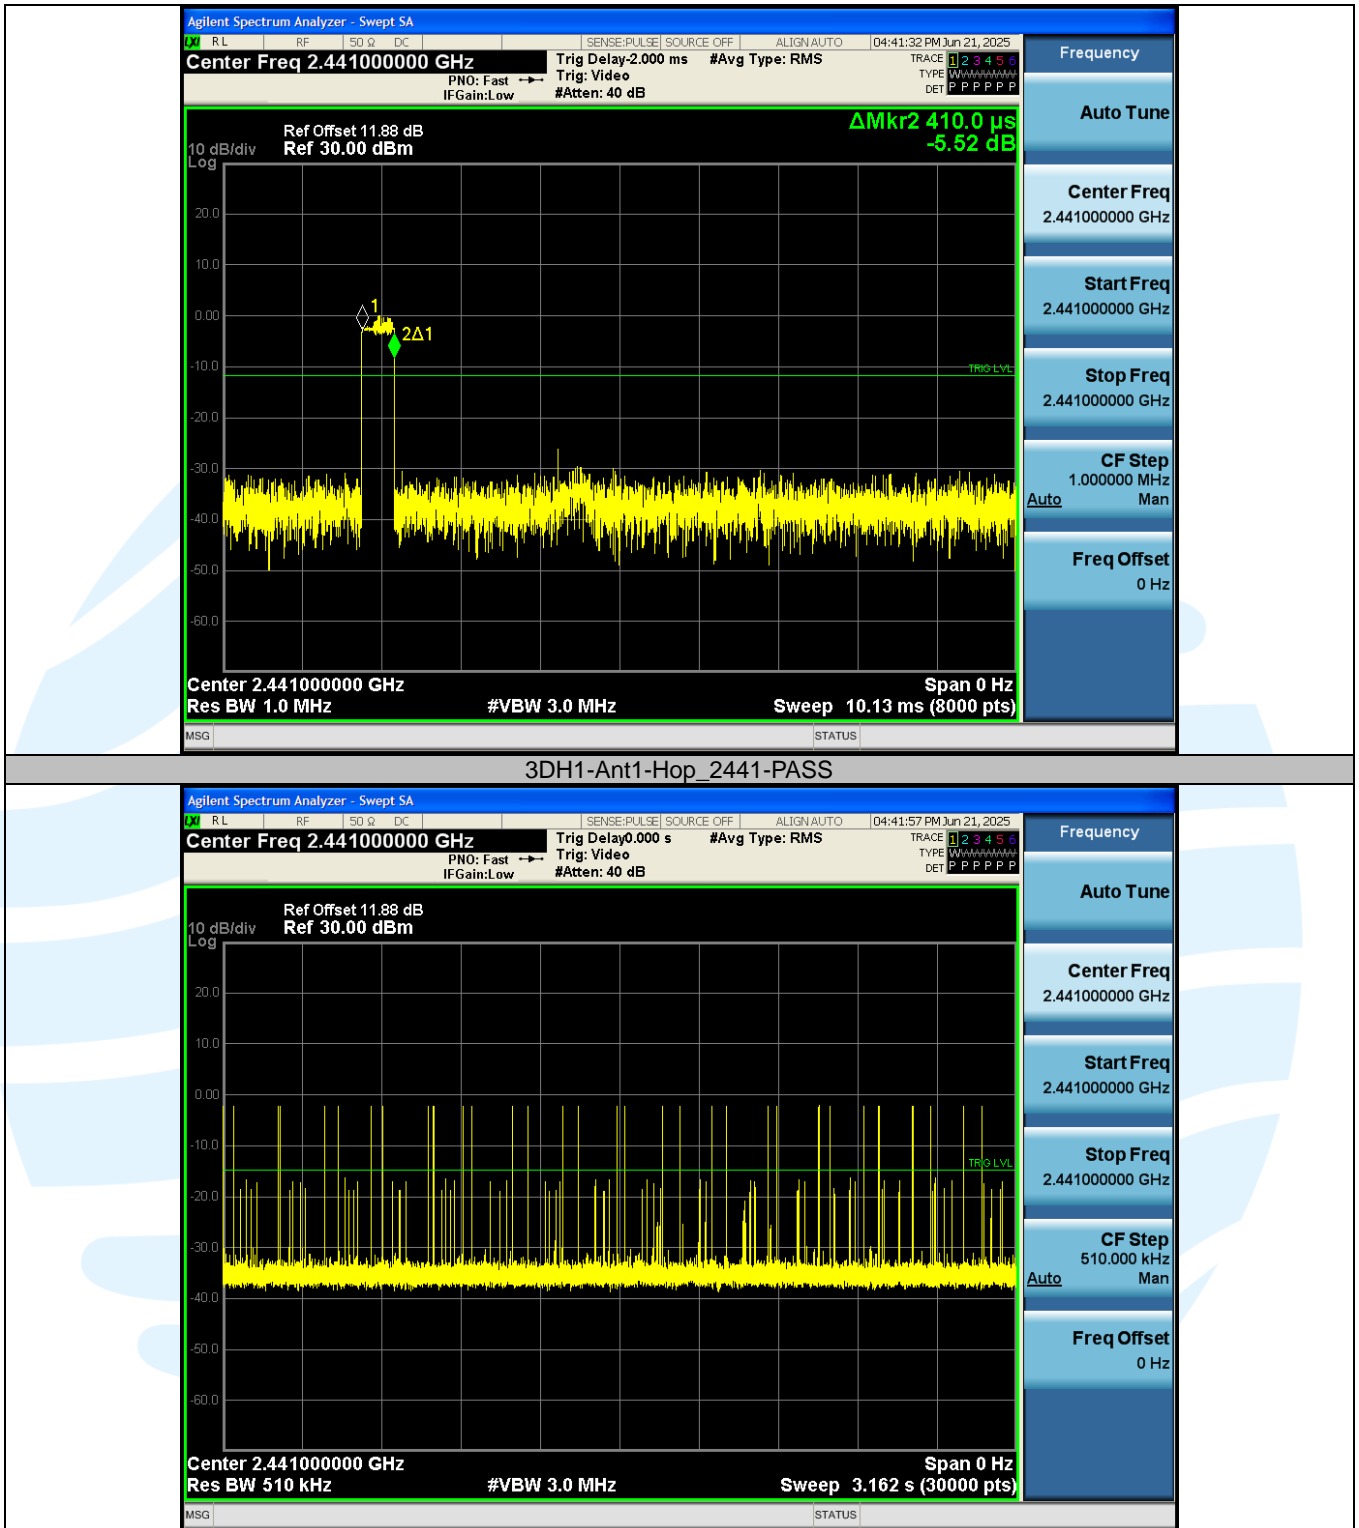 Agilent Spectrum Analyzer - Swept SA
LXI RL RF 50 Ω DC SENSE:PULSE SOURCE OFF ALIGN AUTO 04:41:32 PM Jun 21, 2025
Center Freq 2.441000000 GHz
Trig Delay-2.000 ms #Avg Type: RMS
TRACE 1 2 3 4 5 6
PNO: Fast Trig: Video
TYPE W
IFGain:Low #Atten: 40 dB
DET P P P P P P
ΔMkr2 410.0 µs
-5.52 dB
Ref Offset 11.88 dB
10 dB/div Ref 30.00 dBm
Log
20.0
10.0
0.00
1
2Δ1
-10.0
TRIG LVL
-20.0
-30.0
-40.0
-50.0
-60.0
Center 2.441000000 GHz Span 0 Hz
Res BW 1.0 MHz #VBW 3.0 MHz Sweep 10.13 ms (8000 pts)
MSG STATUS
Frequency
Auto Tune
Center Freq
2.441000000 GHz
Start Freq
2.441000000 GHz
Stop Freq
2.441000000 GHz
CF Step
1.000000 MHz
Auto Man
Freq Offset
0 Hz
3DH1-Ant1-Hop_2441-PASS
Agilent Spectrum Analyzer - Swept SA
LXI RL RF 50 Ω DC SENSE:PULSE SOURCE OFF ALIGN AUTO 04:41:57 PM Jun 21, 2025
Center Freq 2.441000000 GHz
Trig Delay0.000 s #Avg Type: RMS
TRACE 1 2 3 4 5 6
PNO: Fast Trig: Video
TYPE W
IFGain:Low #Atten: 40 dB
DET P P P P P P
Ref Offset 11.88 dB
10 dB/div Ref 30.00 dBm
Log
20.0
10.0
0.00
-10.0
TRIG LVL
-20.0
-30.0
-40.0
-50.0
-60.0
Center 2.441000000 GHz Span 0 Hz
Res BW 510 kHz #VBW 3.0 MHz Sweep 3.162 s (30000 pts)
MSG STATUS
Frequency
Auto Tune
Center Freq
2.441000000 GHz
Start Freq
2.441000000 GHz
Stop Freq
2.441000000 GHz
CF Step
510.000 kHz
Auto Man
Freq Offset
0 Hz